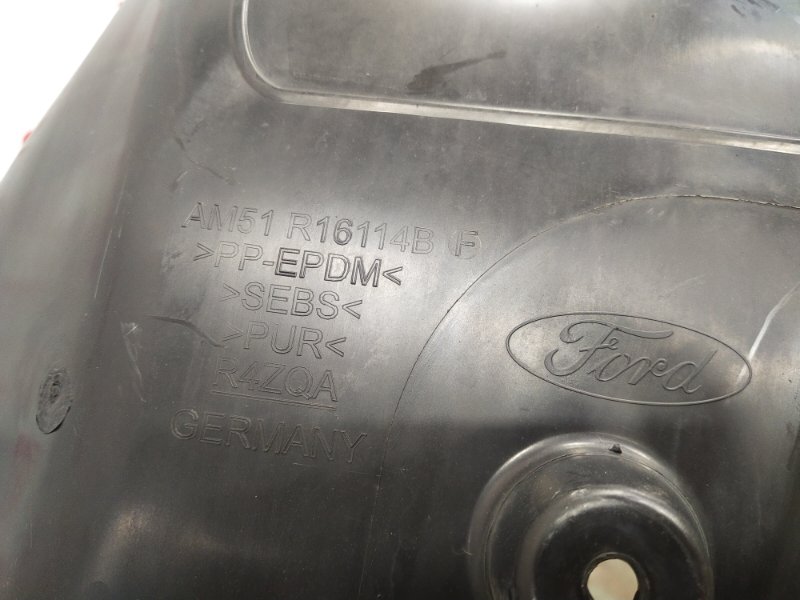 AM51 R16114B F
>PP-EPDM<
>SEBS<
>PUR<
R4ZQA
GERMANY
Ford